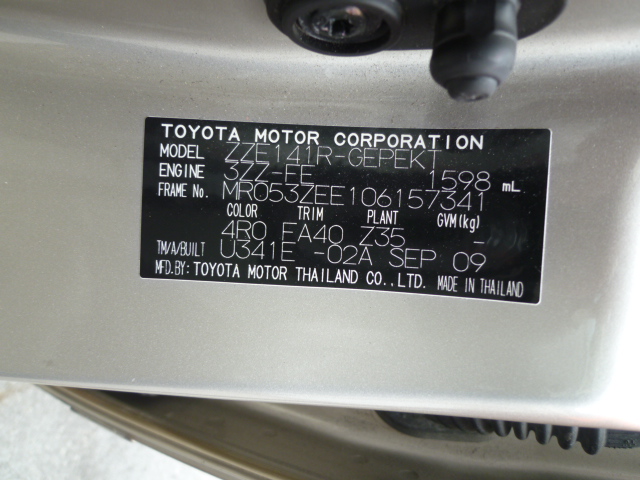 TOYOTA MOTOR CORPORATION
MODEL ZZE141R-GEPEKT
ENGINE 3ZZ-FE 1598 mL
FRAME No. MR053ZEE106157341
COLOR TRIM PLANT GVM(kg)
4R0 FA40 Z35 -
TM/A/BUILT U341E -02A SEP 09
MFD.BY: TOYOTA MOTOR THAILAND CO.,LTD. MADE IN THAILAND